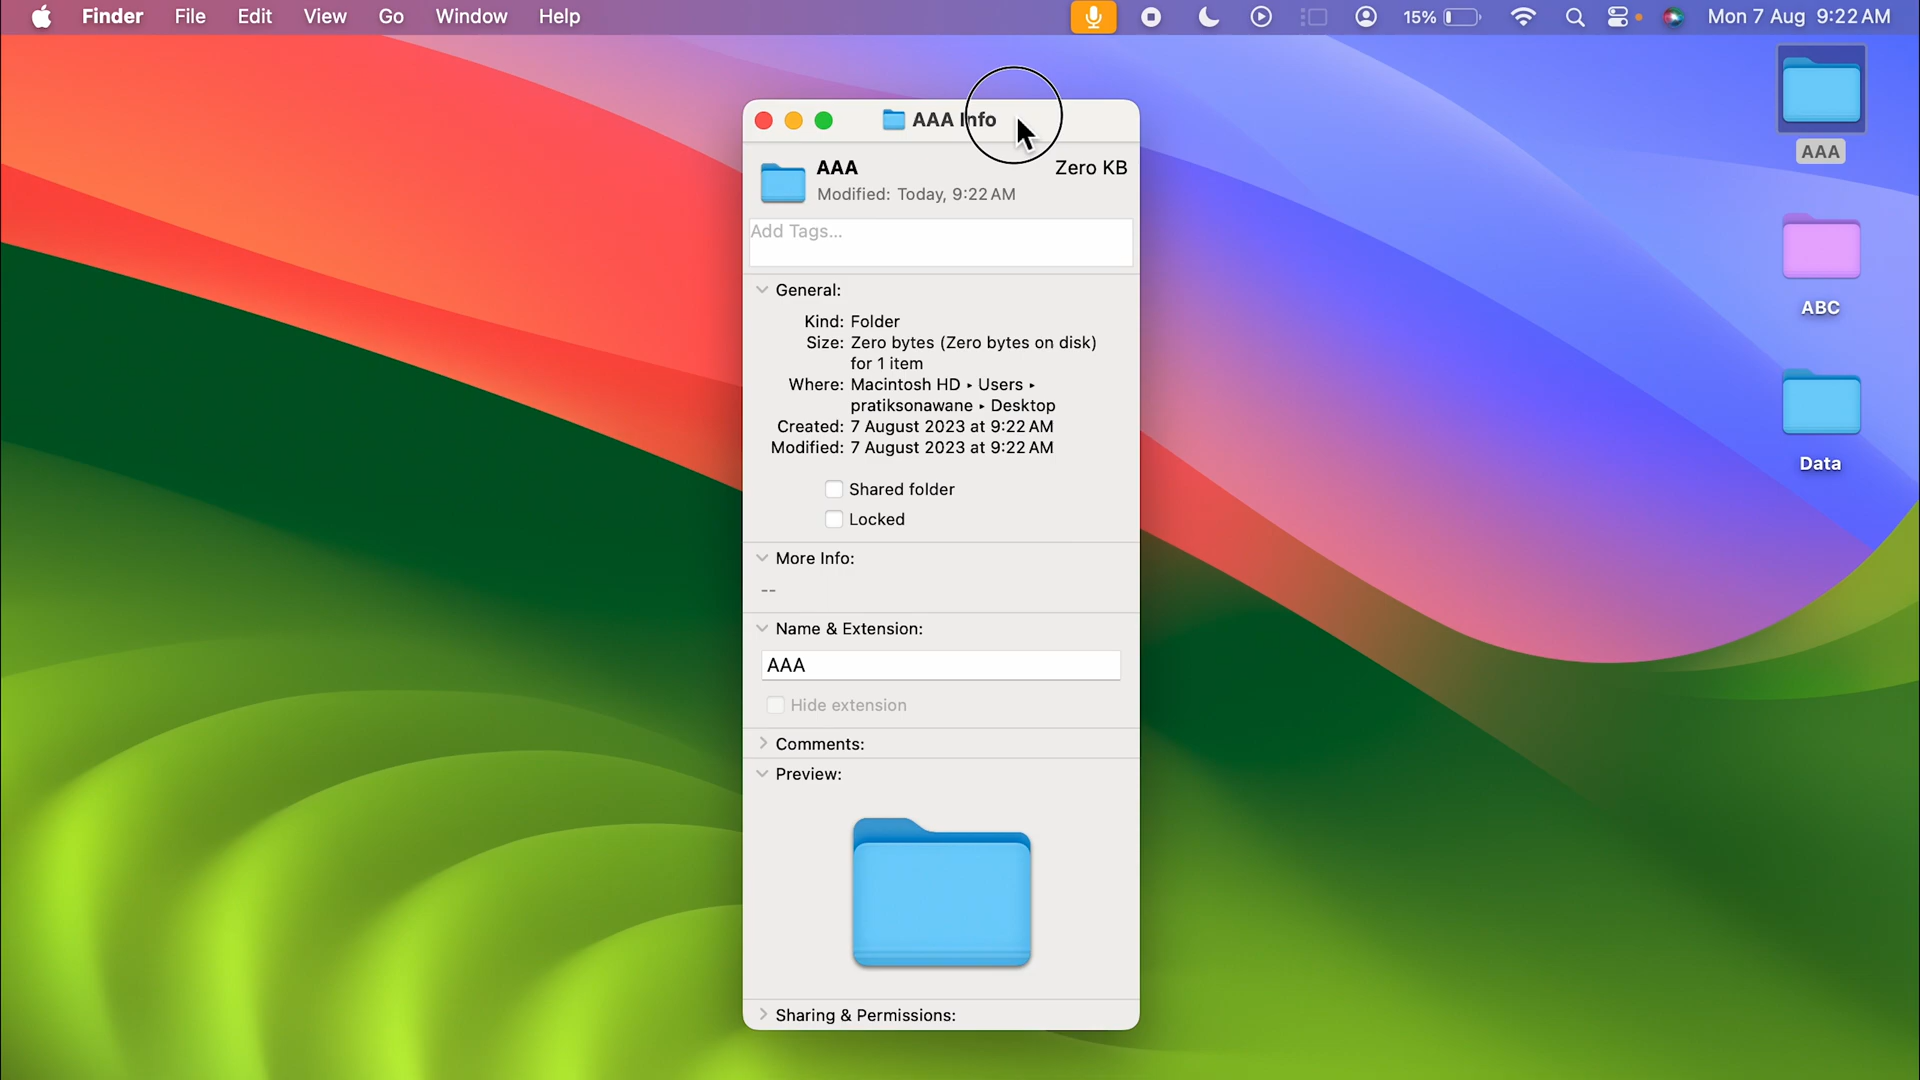 Finder File Edit View Go Window Help 15% Mon 7 Aug 9:22 AM
AAA Info
AAA Zero KB
Modified: Today, 9:22 AM
Add Tags...
General:
Kind: Folder
Size: Zero bytes (Zero bytes on disk)
for 1 item
Where: Macintosh HD ▸ Users ▸
pratiksonawane ▸ Desktop
Created: 7 August 2023 at 9:22 AM
Modified: 7 August 2023 at 9:22 AM
Shared folder
Locked
More Info:
--
Name & Extension:
AAA
Hide extension
Comments:
Preview:
Sharing & Permissions:
AAA
ABC
Data